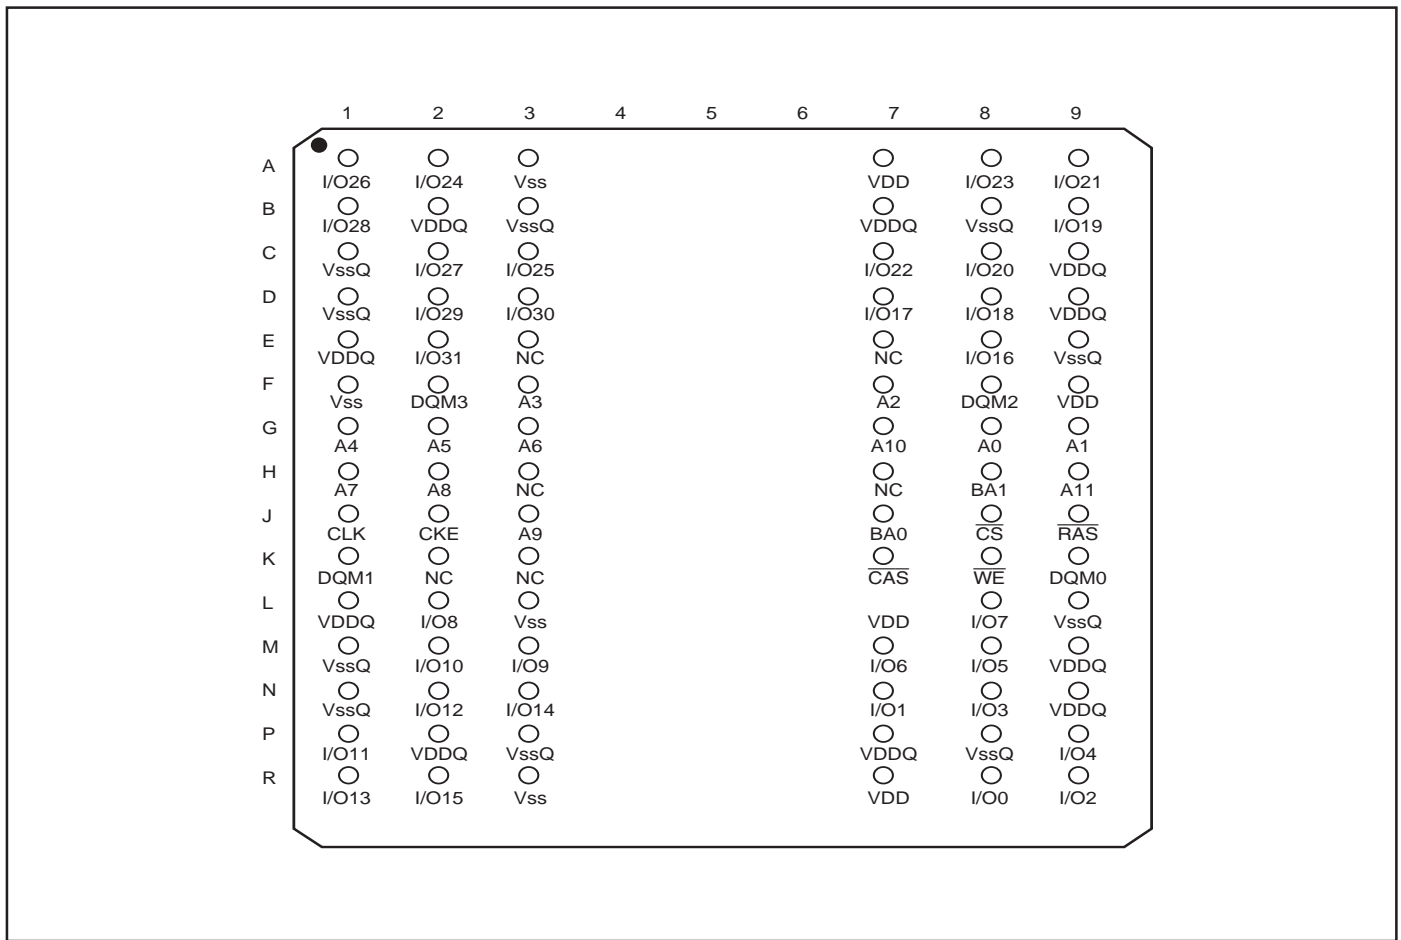 1 2 3 4 5 6 7 8 9
A I/O26 I/O24 Vss VDD I/O23 I/O21
B I/O28 VDDQ VssQ VDDQ VssQ I/O19
C VssQ I/O27 I/O25 I/O22 I/O20 VDDQ
D VssQ I/O29 I/O30 I/O17 I/O18 VDDQ
E VDDQ I/O31 NC NC I/O16 VssQ
F Vss DQM3 A3 A2 DQM2 VDD
G A4 A5 A6 A10 A0 A1
H A7 A8 NC NC BA1 A11
J CLK CKE A9 BA0 C̅S̅ R̅A̅S̅
K DQM1 NC NC C̅A̅S̅ W̅E̅ DQM0
L VDDQ I/O8 Vss VDD I/O7 VssQ
M VssQ I/O10 I/O9 I/O6 I/O5 VDDQ
N VssQ I/O12 I/O14 I/O1 I/O3 VDDQ
P I/O11 VDDQ VssQ VDDQ VssQ I/O4
R I/O13 I/O15 Vss VDD I/O0 I/O2